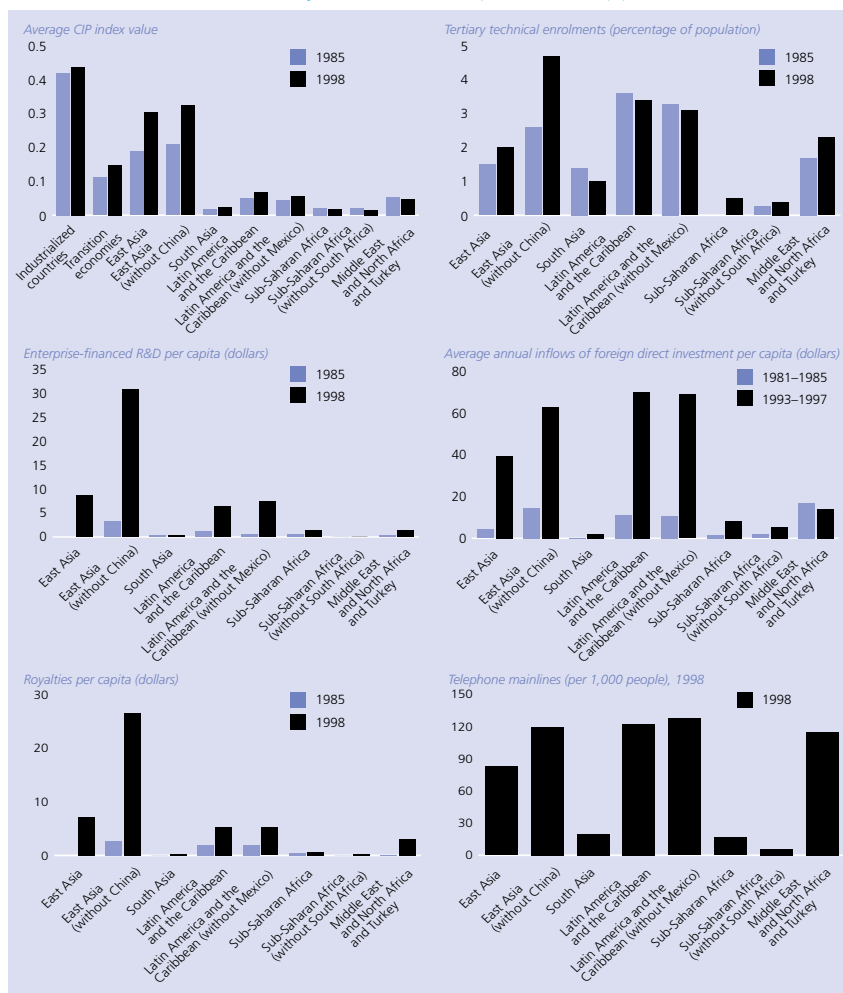 Average CIP index value
0.5
0.4
0.3
0.2
0.1
0
1985
1998
Industrialized
countries
Transition
economies
East Asia
East Asia
(without China)
South Asia
Latin America
and the Caribbean
Latin America and the
Caribbean (without Mexico)
Sub-Saharan Africa
Sub-Saharan Africa
(without South Africa)
Middle East
and North Africa
and Turkey
Tertiary technical enrolments (percentage of population)
5
4
3
2
1
0
1985
1998
East Asia
East Asia
(without China)
South Asia
Latin America
and the Caribbean
Latin America and the
Caribbean (without Mexico)
Sub-Saharan Africa
Sub-Saharan Africa
(without South Africa)
Middle East
and North Africa
and Turkey
Enterprise-financed R&D per capita (dollars)
35
30
25
20
15
10
5
0
1985
1998
East Asia
East Asia
(without China)
South Asia
Latin America
and the Caribbean
Latin America and the
Caribbean (without Mexico)
Sub-Saharan Africa
Sub-Saharan Africa
(without South Africa)
Middle East
and North Africa
and Turkey
Average annual inflows of foreign direct investment per capita (dollars)
80
60
40
20
0
1981–1985
1993–1997
East Asia
East Asia
(without China)
South Asia
Latin America
and the Caribbean
Latin America and the
Caribbean (without Mexico)
Sub-Saharan Africa
Sub-Saharan Africa
(without South Africa)
Middle East
and North Africa
and Turkey
Royalties per capita (dollars)
30
20
10
0
1985
1998
East Asia
East Asia
(without China)
South Asia
Latin America
and the Caribbean
Latin America and the
Caribbean (without Mexico)
Sub-Saharan Africa
Sub-Saharan Africa
(without South Africa)
Middle East
and North Africa
and Turkey
Telephone mainlines (per 1,000 people), 1998
150
120
90
60
30
0
1998
East Asia
East Asia
(without China)
South Asia
Latin America
and the Caribbean
Latin America and the
Caribbean (without Mexico)
Sub-Saharan Africa
Sub-Saharan Africa
(without South Africa)
Middle East
and North Africa
and Turkey